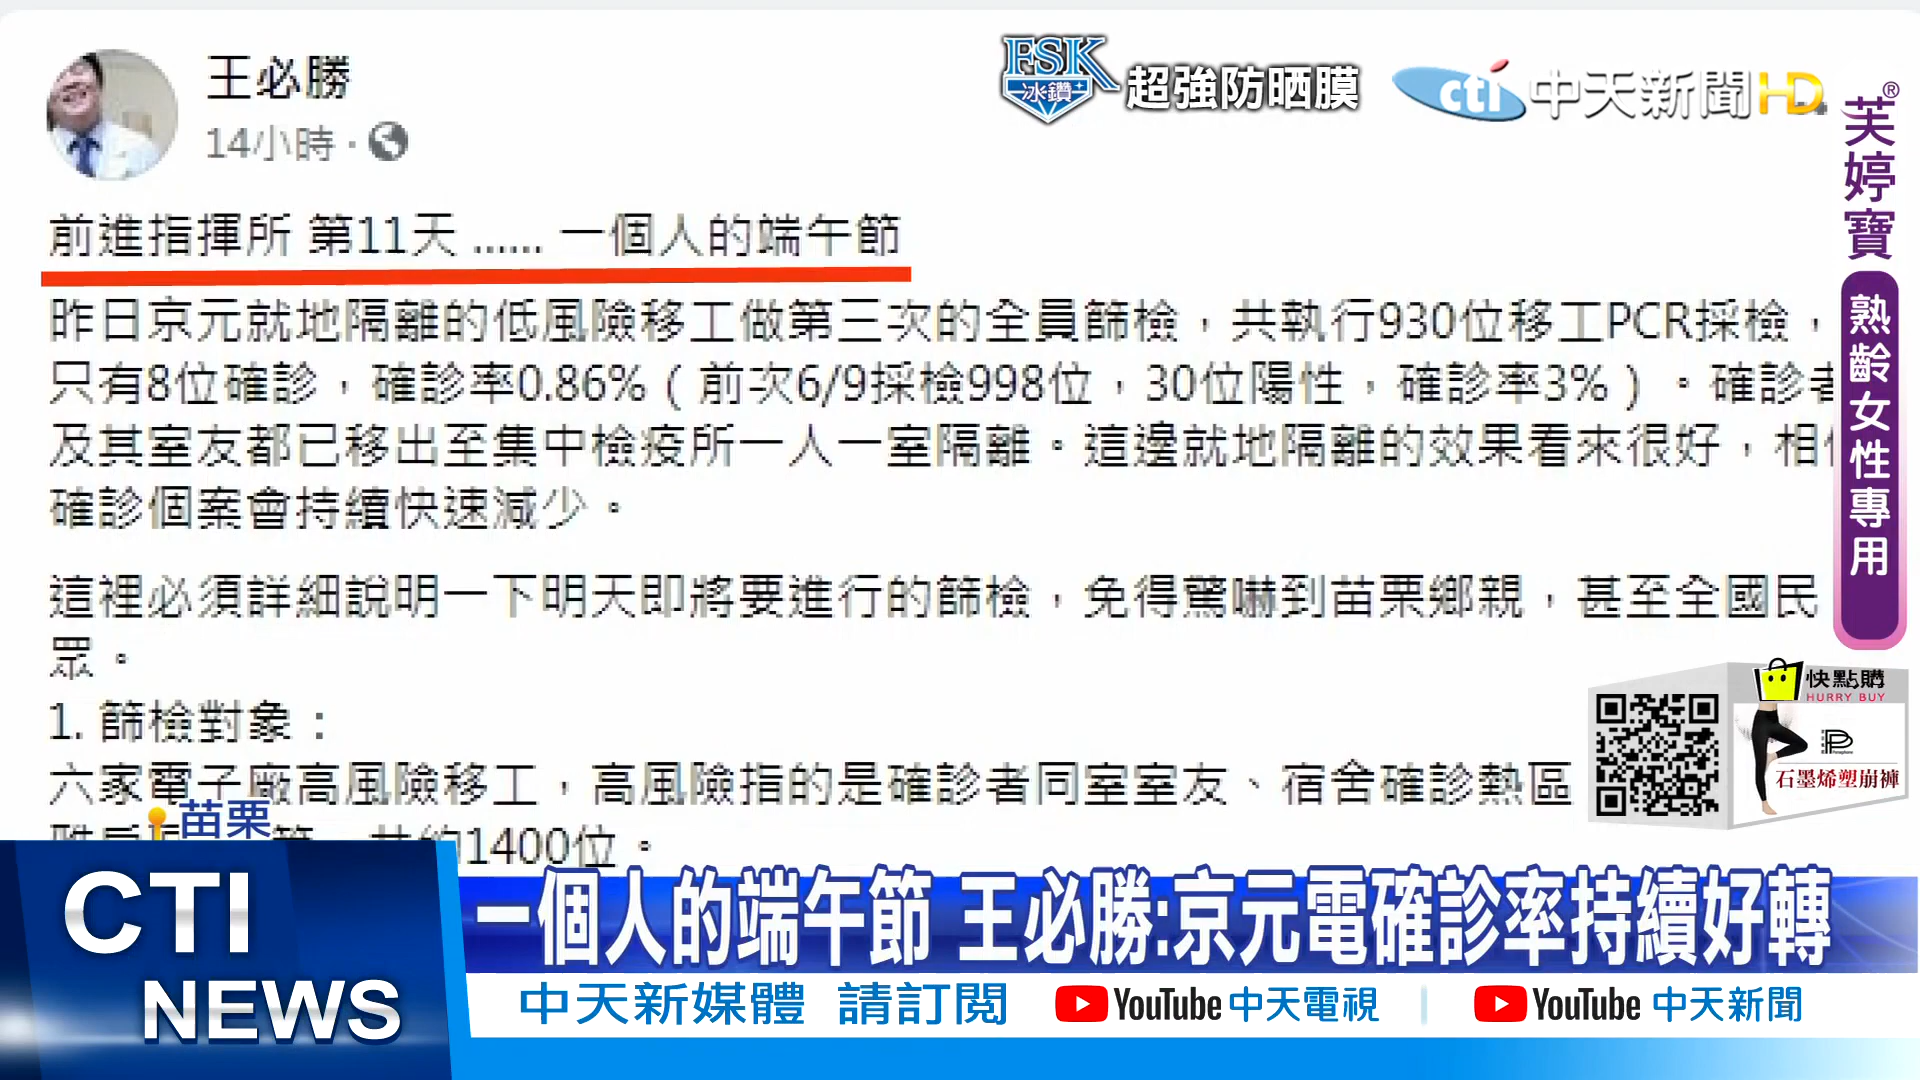 王必勝
14小時 ·
前進指揮所 第11天 ...... 一個人的端午節
昨日京元就地隔離的低風險移工做第三次的全員篩檢，共執行930位移工PCR採檢，
只有8位確診，確診率0.86%（前次6/9採檢998位，30位陽性，確診率3%）。確診者
及其室友都已移出至集中檢疫所一人一室隔離。這邊就地隔離的效果看來很好，相信
確診個案會持續快速減少。
這裡必須詳細說明一下明天即將要進行的篩檢，免得驚嚇到苗栗鄉親，甚至全國民
眾。
1. 篩檢對象：
六家電子廠高風險移工，高風險指的是確診者同室室友、宿舍確診熱區
共約1400位。
FSK
冰鑽
超強防晒膜
cti 中天新聞HD
芙婷寶®
熟齡女性專用
快點購
HURRY BUY
石墨烯塑崩褲
苗栗
CTI
NEWS
一個人的端午節 王必勝:京元電確診率持續好轉
中天新媒體 請訂閱 YouTube 中天電視 | YouTube 中天新聞